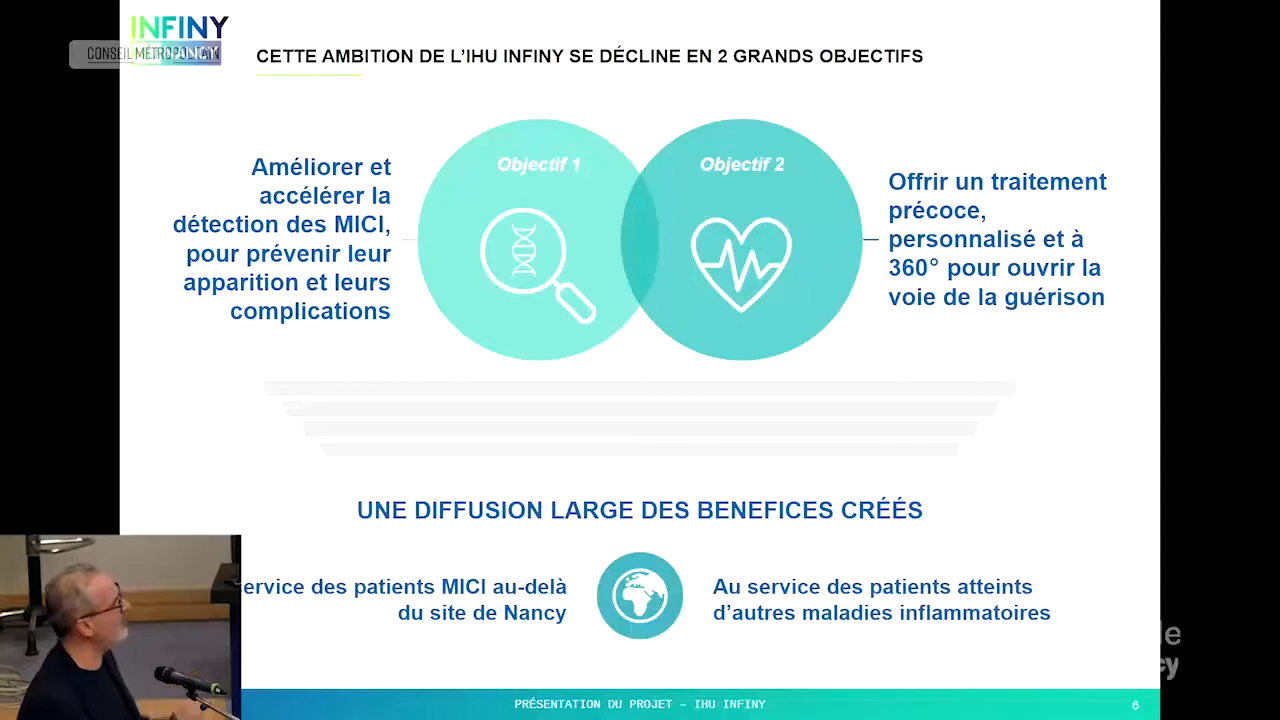 INFINY
NANCY
CONSEIL MÉTROPOLITAIN
CETTE AMBITION DE L'IHU INFINY SE DÉCLINE EN 2 GRANDS OBJECTIFS
Améliorer et
accélérer la
détection des MICI,
pour prévenir leur
apparition et leurs
complications
Objectif 1
Objectif 2
Offrir un traitement
précoce,
personnalisé et à
360° pour ouvrir la
voie de la guérison
UNE DIFFUSION LARGE DES BENEFICES CRÉÉS
ervice des patients MICI au-delà
du site de Nancy
Au service des patients atteints
d'autres maladies inflammatoires
PRÉSENTATION DU PROJET – IHU INFINY
6